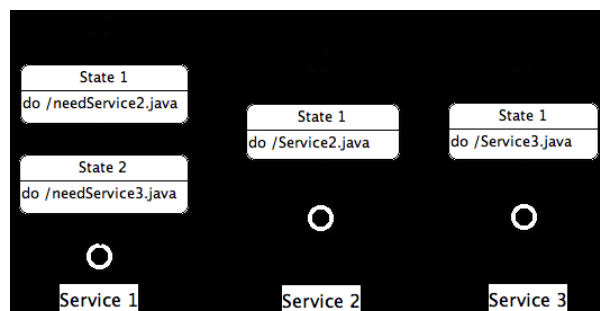 State 1
do /needService2.java
State 2
do /needService3.java
Service 1
State 1
do /Service2.java
Service 2
State 1
do /Service3.java
Service 3